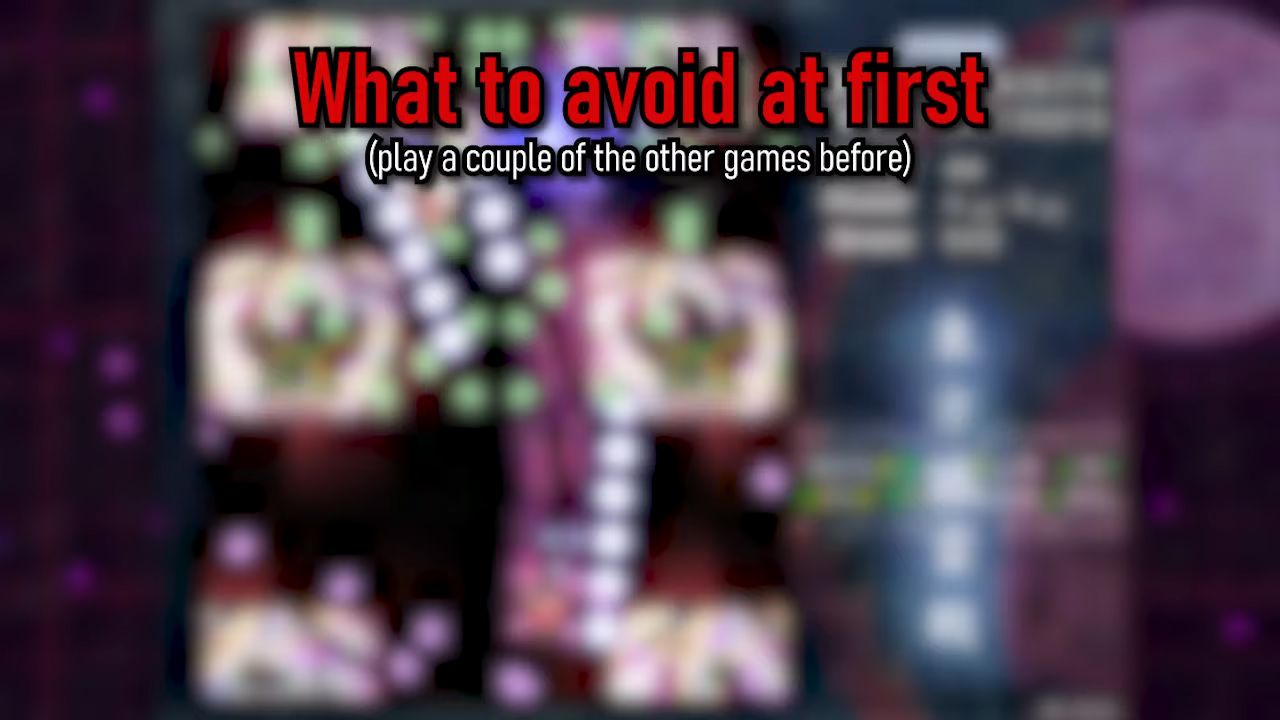 What to avoid at first
(play a couple of the other games before)